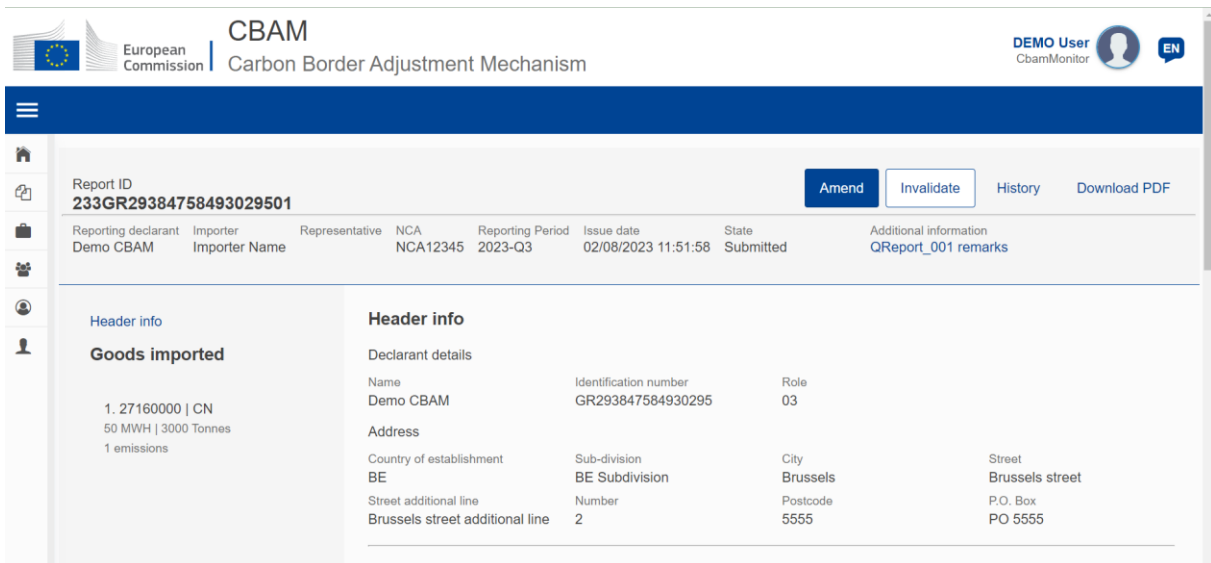 European
Commission
CBAM
Carbon Border Adjustment Mechanism
DEMO User
CbamMonitor
EN
Report ID
233GR29384758493029501
Amend
Invalidate
History
Download PDF
Reporting declarant Importer Representative NCA Reporting Period Issue date State Additional information
Demo CBAM Importer Name NCA12345 2023-Q3 02/08/2023 11:51:58 Submitted QReport_001 remarks
Header info
Goods imported
1. 27160000 | CN
50 MWH | 3000 Tonnes
1 emissions
Header info
Declarant details
Name Identification number Role
Demo CBAM GR293847584930295 03
Address
Country of establishment Sub-division City Street
BE BE Subdivision Brussels Brussels street
Street additional line Number Postcode P.O. Box
Brussels street additional line 2 5555 PO 5555